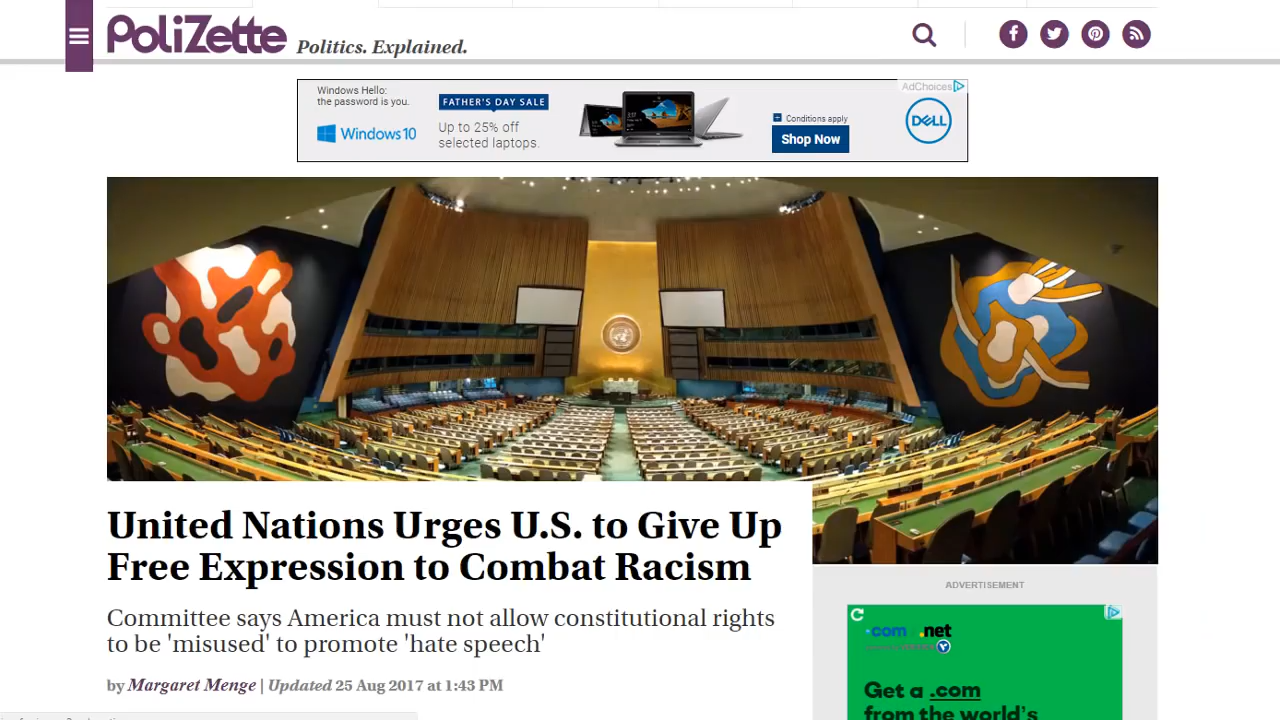 PoliZette
Politics. Explained.
AdChoices
Windows Hello:
the password is you.
Windows 10
FATHER'S DAY SALE
Up to 25% off
selected laptops.
Conditions apply
Shop Now
DELL
United Nations Urges U.S. to Give Up
Free Expression to Combat Racism
Committee says America must not allow constitutional rights
to be 'misused' to promote 'hate speech'
by Margaret Menge | Updated 25 Aug 2017 at 1:43 PM
ADVERTISEMENT
.com .net
Get a .com
from the world's